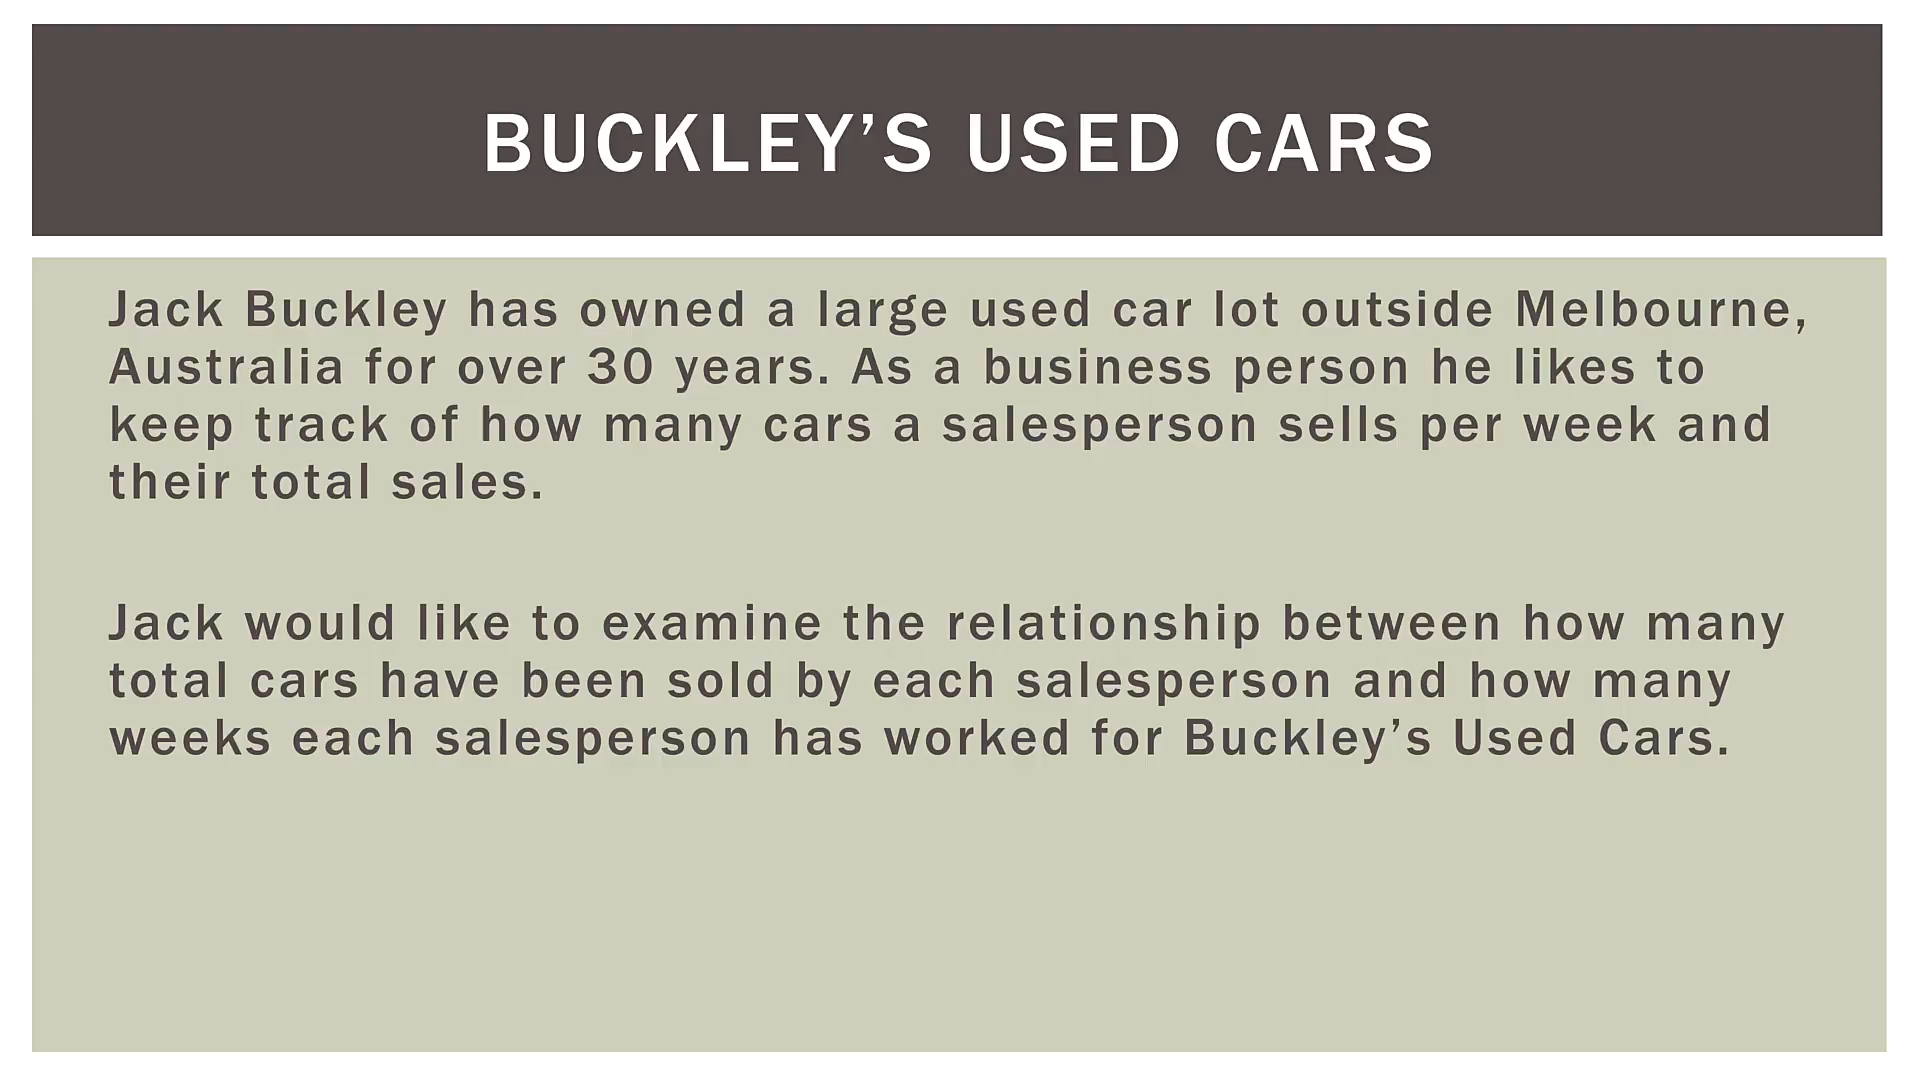 BUCKLEY’S USED CARS
Jack Buckley has owned a large used car lot outside Melbourne,
Australia for over 30 years. As a business person he likes to
keep track of how many cars a salesperson sells per week and
their total sales.
Jack would like to examine the relationship between how many
total cars have been sold by each salesperson and how many
weeks each salesperson has worked for Buckley’s Used Cars.